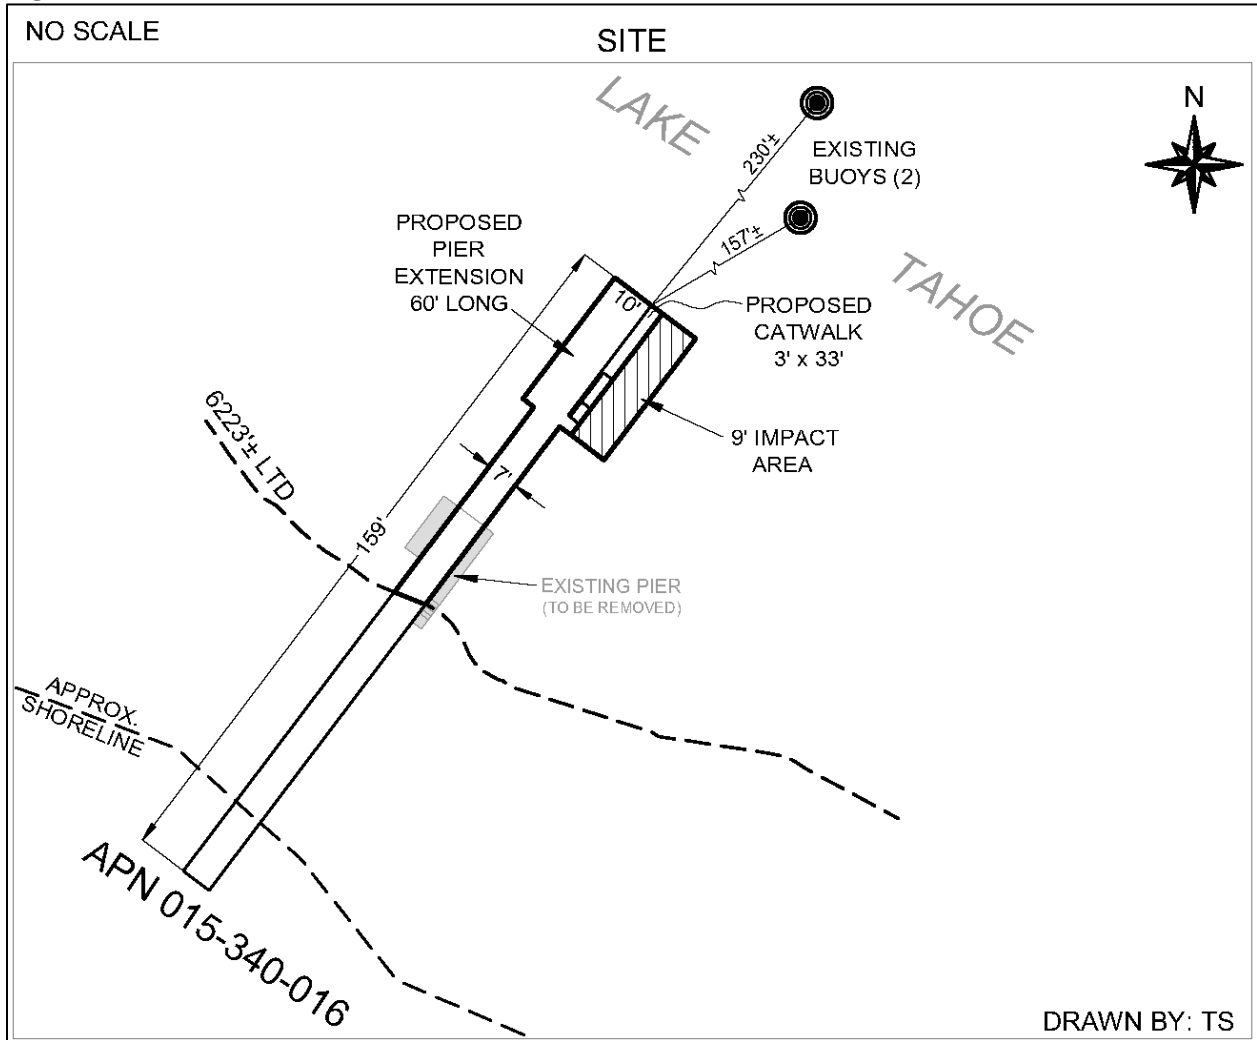 NO SCALE
SITE
LAKE
TAHOE
N
230'±
EXISTING
BUOYS (2)
157'±
PROPOSED
PIER
EXTENSION
60' LONG
10'
PROPOSED
CATWALK
3' x 33'
9' IMPACT
AREA
6223'± LTD
7'
159'
EXISTING PIER
(TO BE REMOVED)
APPROX.
SHORELINE
APN 015-340-016
DRAWN BY: TS